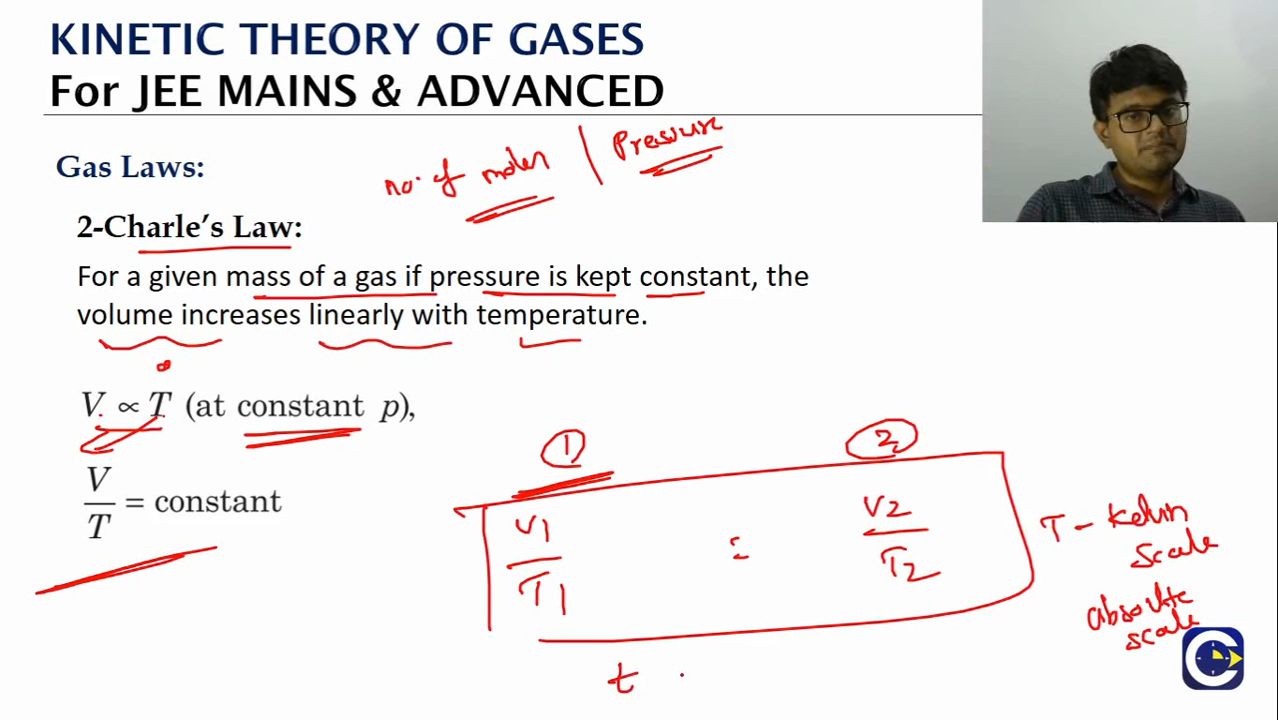 KINETIC THEORY OF GASES
For JEE MAINS & ADVANCED
Gas Laws:
no. of moles | Pressure
2-Charle's Law:
For a given mass of a gas if pressure is kept constant, the
volume increases linearly with temperature.
V ∝ T (at constant p),
V/T = constant
① ②
V1/T1 = V2/T2
T - Kelvin
Scale
absolute
scale
t